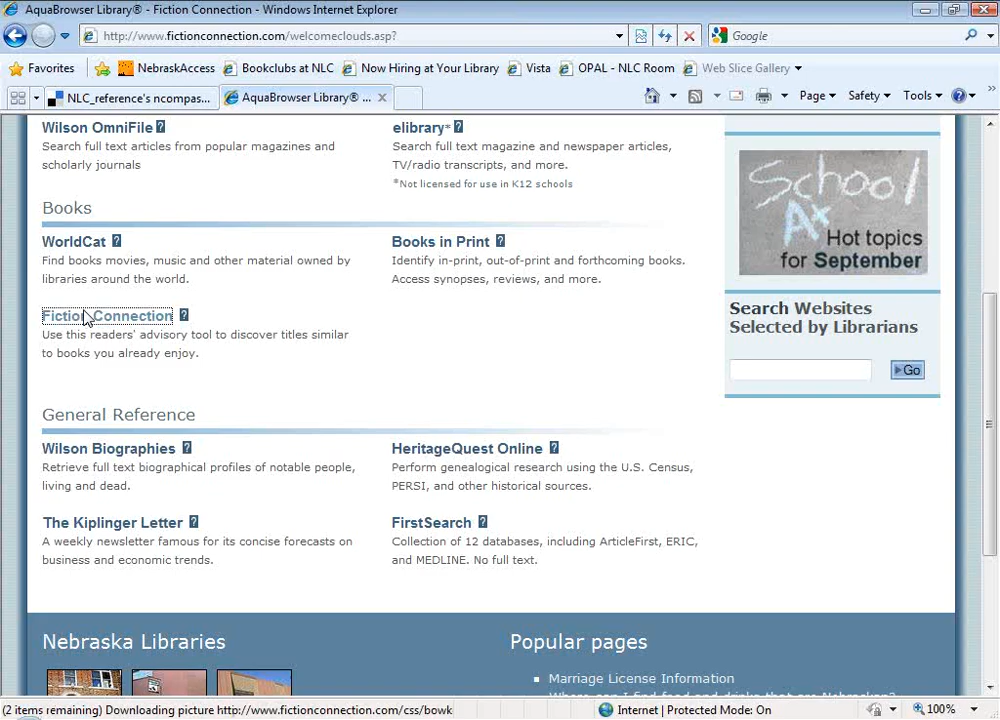 AquaBrowser Library® - Fiction Connection - Windows Internet Explorer
http://www.fictionconnection.com/welcomeclouds.asp?
Google
Favorites
NebraskAccess
Bookclubs at NLC
Now Hiring at Your Library
Vista
OPAL - NLC Room
Web Slice Gallery
NLC_reference's ncompas...
AquaBrowser Library® ...
Page
Safety
Tools
Wilson OmniFile ?
Search full text articles from popular magazines and
scholarly journals
elibrary* ?
Search full text magazine and newspaper articles,
TV/radio transcripts, and more.
*Not licensed for use in K12 schools
Books
WorldCat ?
Find books movies, music and other material owned by
libraries around the world.
Books in Print ?
Identify in-print, out-of-print and forthcoming books.
Access synopses, reviews, and more.
Fiction Connection ?
Use this readers' advisory tool to discover titles similar
to books you already enjoy.
General Reference
Wilson Biographies ?
Retrieve full text biographical profiles of notable people,
living and dead.
HeritageQuest Online ?
Perform genealogical research using the U.S. Census,
PERSI, and other historical sources.
The Kiplinger Letter ?
A weekly newsletter famous for its concise forecasts on
business and economic trends.
FirstSearch ?
Collection of 12 databases, including ArticleFirst, ERIC,
and MEDLINE. No full text.
School
A+
Hot topics
for September
Search Websites
Selected by Librarians
Go
Nebraska Libraries
Popular pages
Marriage License Information
Where can I find food and drinks that are Nebraskan?
(2 items remaining) Downloading picture http://www.fictionconnection.com/css/bowk
Internet | Protected Mode: On
100%